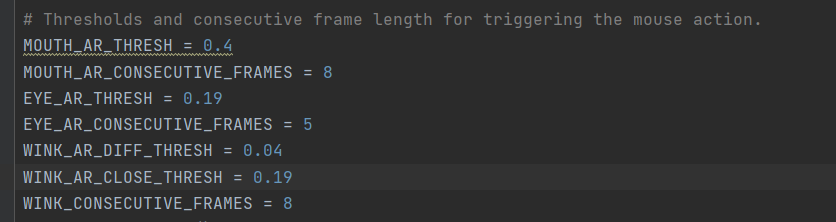 # Thresholds and consecutive frame length for triggering the mouse action.
MOUTH_AR_THRESH = 0.4
MOUTH_AR_CONSECUTIVE_FRAMES = 8
EYE_AR_THRESH = 0.19
EYE_AR_CONSECUTIVE_FRAMES = 5
WINK_AR_DIFF_THRESH = 0.04
WINK_AR_CLOSE_THRESH = 0.19
WINK_CONSECUTIVE_FRAMES = 8